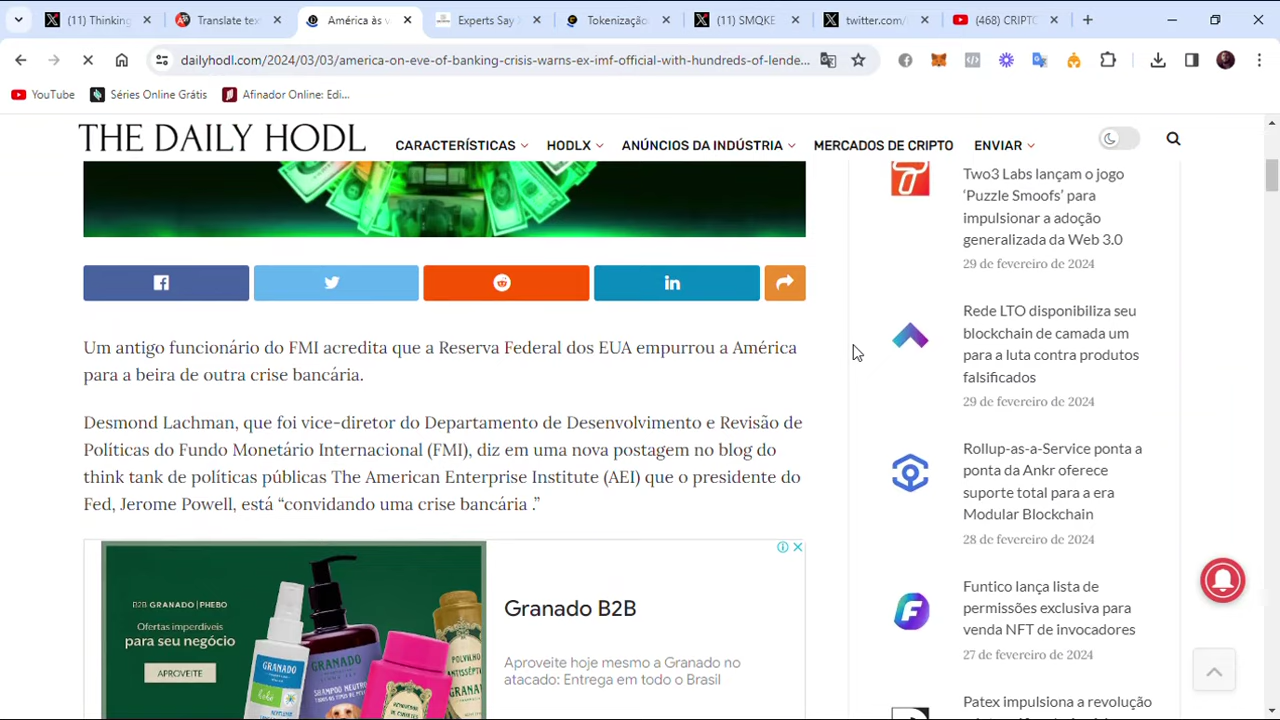 (11) Thinking
Translate tex
América às v
Experts Say
Tokenizaçã
(11) SMQKE
twitter.com/
(468) CRIPT
dailyhodl.com/2024/03/03/america-on-eve-of-banking-crisis-warns-ex-imf-official-with-hundreds-of-lende...
YouTube
Séries Online Grátis
Afinador Online: Edi...
THE DAILY HODL
CARACTERÍSTICAS
HODLX
ANÚNCIOS DA INDÚSTRIA
MERCADOS DE CRIPTO
ENVIAR
Um antigo funcionário do FMI acredita que a Reserva Federal dos EUA empurrou a América
para a beira de outra crise bancária.
Desmond Lachman, que foi vice-diretor do Departamento de Desenvolvimento e Revisão de
Políticas do Fundo Monetário Internacional (FMI), diz em uma nova postagem no blog do
think tank de políticas públicas The American Enterprise Institute (AEI) que o presidente do
Fed, Jerome Powell, está “convidando uma crise bancária .”
B2B GRANADO | PHEBO
Ofertas imperdíveis
para seu negócio
APROVEITE
GRANADO
SHAMPOO NEUTRO
POLVILHO
ANTISSÉPTICO
GRANADO
Granado B2B
Aproveite hoje mesmo a Granado no
atacado: Entrega em todo o Brasil
Two3 Labs lançam o jogo
‘Puzzle Smoofs’ para
impulsionar a adoção
generalizada da Web 3.0
29 de fevereiro de 2024
Rede LTO disponibiliza seu
blockchain de camada um
para a luta contra produtos
falsificados
29 de fevereiro de 2024
Rollup-as-a-Service ponta a
ponta da Ankr oferece
suporte total para a era
Modular Blockchain
28 de fevereiro de 2024
Funtico lança lista de
permissões exclusiva para
venda NFT de invocadores
27 de fevereiro de 2024
Patex impulsiona a revolução